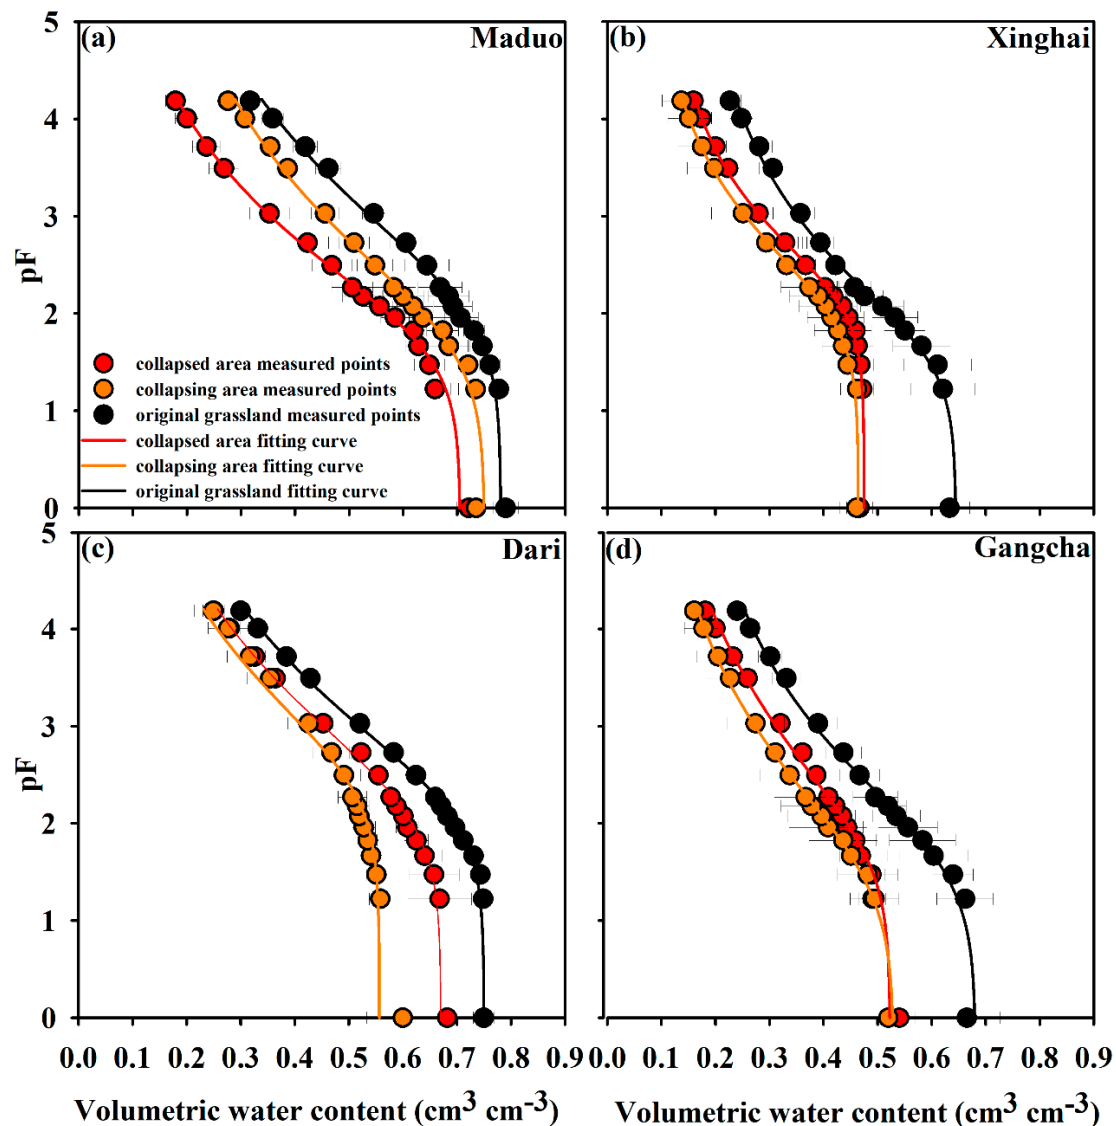 (a) Maduo
(b) Xinghai
5
4
3
2
1
0
pF
collapsed area measured points
collapsing area measured points
original grassland measured points
collapsed area fitting curve
collapsing area fitting curve
original grassland fitting curve
(c) Dari
(d) Gangcha
5
4
3
2
1
0
pF
0.0 0.1 0.2 0.3 0.4 0.5 0.6 0.7 0.8 0.9
0.1 0.2 0.3 0.4 0.5 0.6 0.7 0.8 0.9
Volumetric water content (cm³ cm⁻³)
Volumetric water content (cm³ cm⁻³)